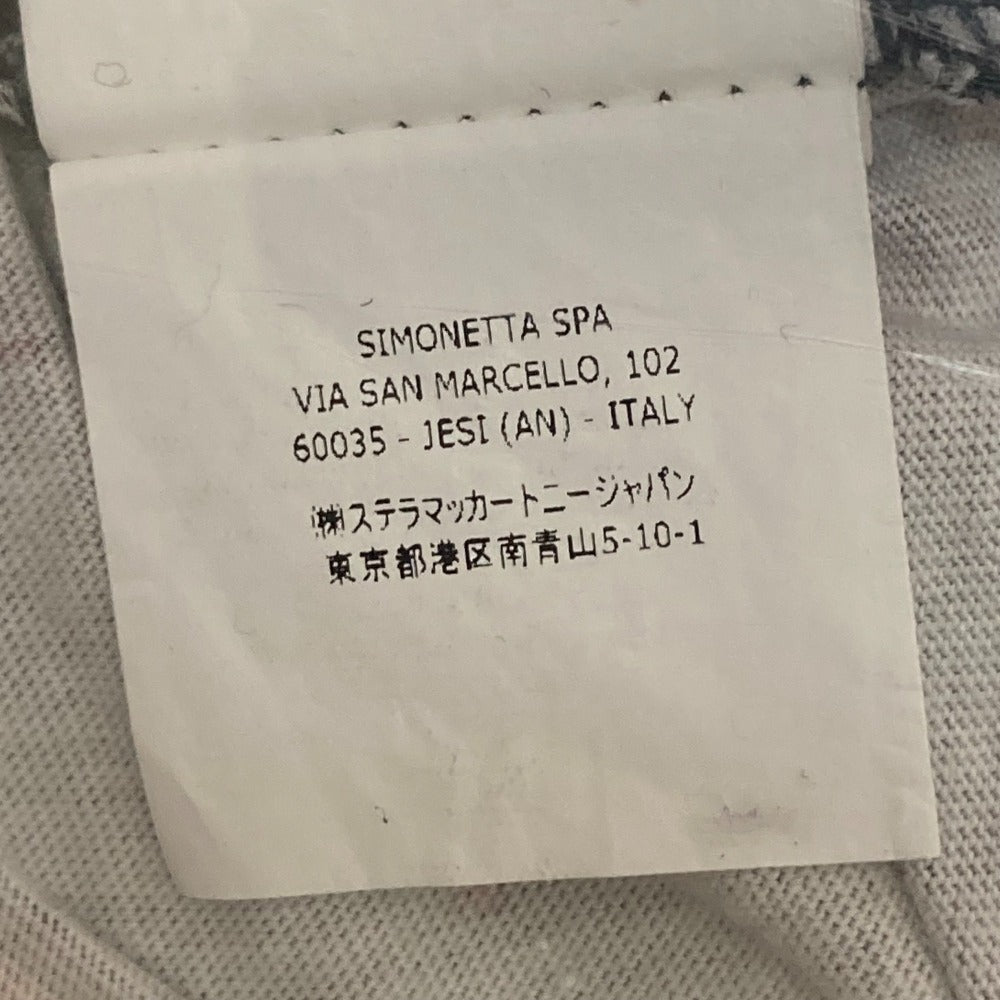 SIMONETTA SPA
VIA SAN MARCELLO, 102
60035 - JESI (AN) - ITALY
㈱ステラマッカートニージャパン
東京都港区南青山5-10-1